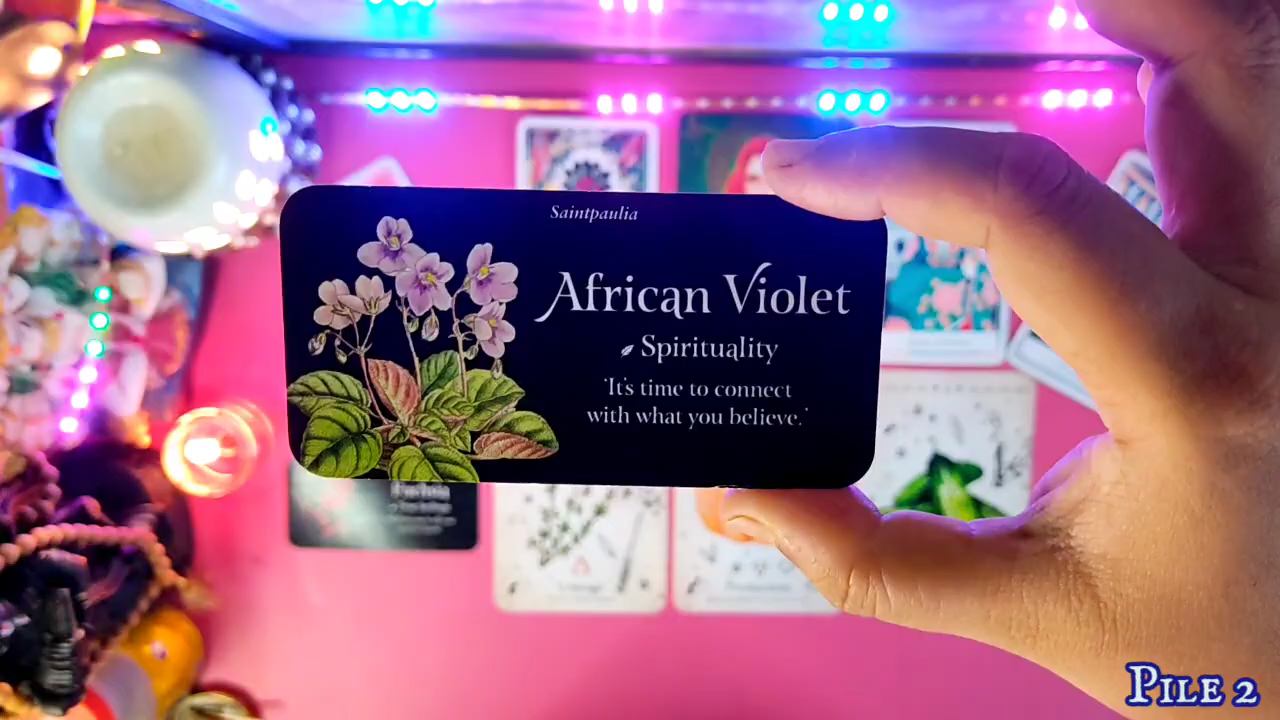 Saintpaulia
African Violet
Spirituality
'It's time to connect
with what you believe.'
PILE 2